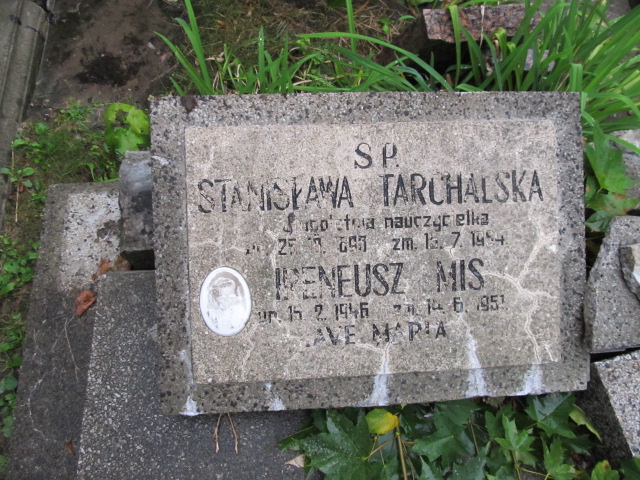 S.P.
STANISŁAWA TARCHALSKA
nauczycielka
zm. 13.7.1954
IRENEUSZ MIS
ur. 15.2.1946 zm. 14.6.1951
AVE MARIA